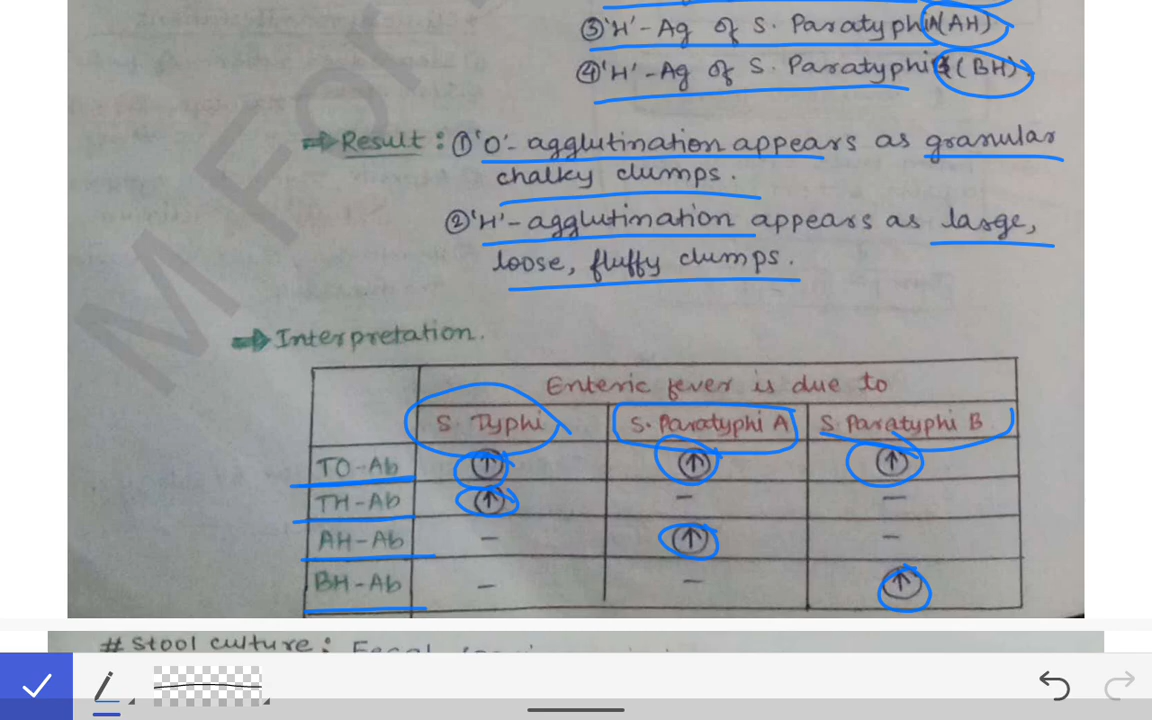 ③'H'-Ag of S. Paratyphi A(AH)
④'H'-Ag of S. Paratyphi B(BH).
⇒ Result: ①'O'- agglutination appears as granular
chalky clumps.
②'H'-agglutination appears as large,
loose, fluffy clumps.
⇒ Interpretation.
Enteric fever is due to
S. Typhi S. Paratyphi A S. Paratyphi B
TO-Ab ↑ ↑ ↑
TH-Ab ↑ - -
AH-Ab - ↑ -
BH-Ab - - ↑
# Stool culture:
M For